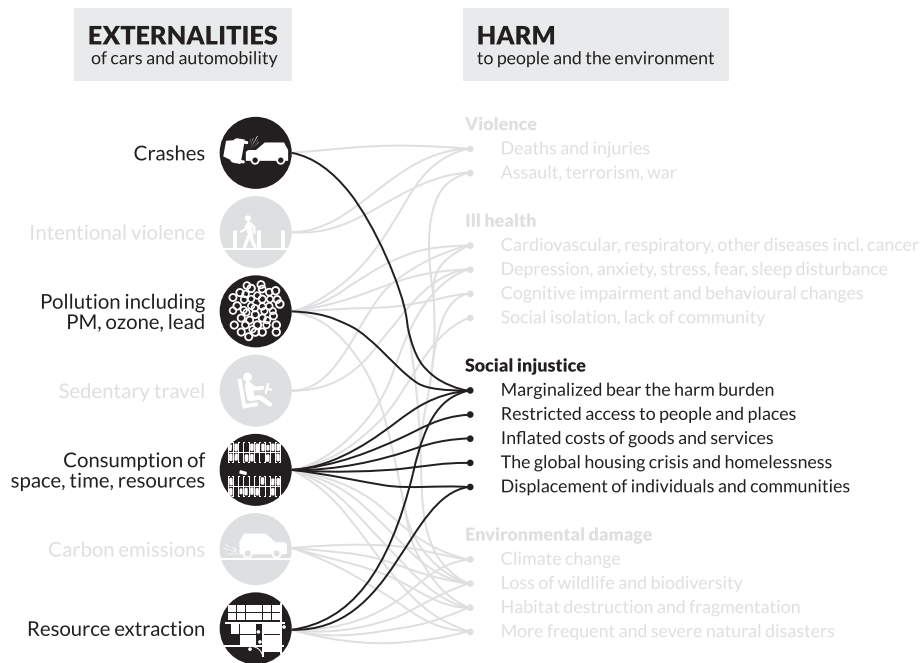 EXTERNALITIES
of cars and automobility
HARM
to people and the environment
Crashes
Intentional violence
Pollution including
PM, ozone, lead
Sedentary travel
Consumption of
space, time, resources
Carbon emissions
Resource extraction
Violence
Deaths and injuries
Assault, terrorism, war
Ill health
Cardiovascular, respiratory, other diseases incl. cancer
Depression, anxiety, stress, fear, sleep disturbance
Cognitive impairment and behavioural changes
Social isolation, lack of community
Social injustice
Marginalized bear the harm burden
Restricted access to people and places
Inflated costs of goods and services
The global housing crisis and homelessness
Displacement of individuals and communities
Environmental damage
Climate change
Loss of wildlife and biodiversity
Habitat destruction and fragmentation
More frequent and severe natural disasters